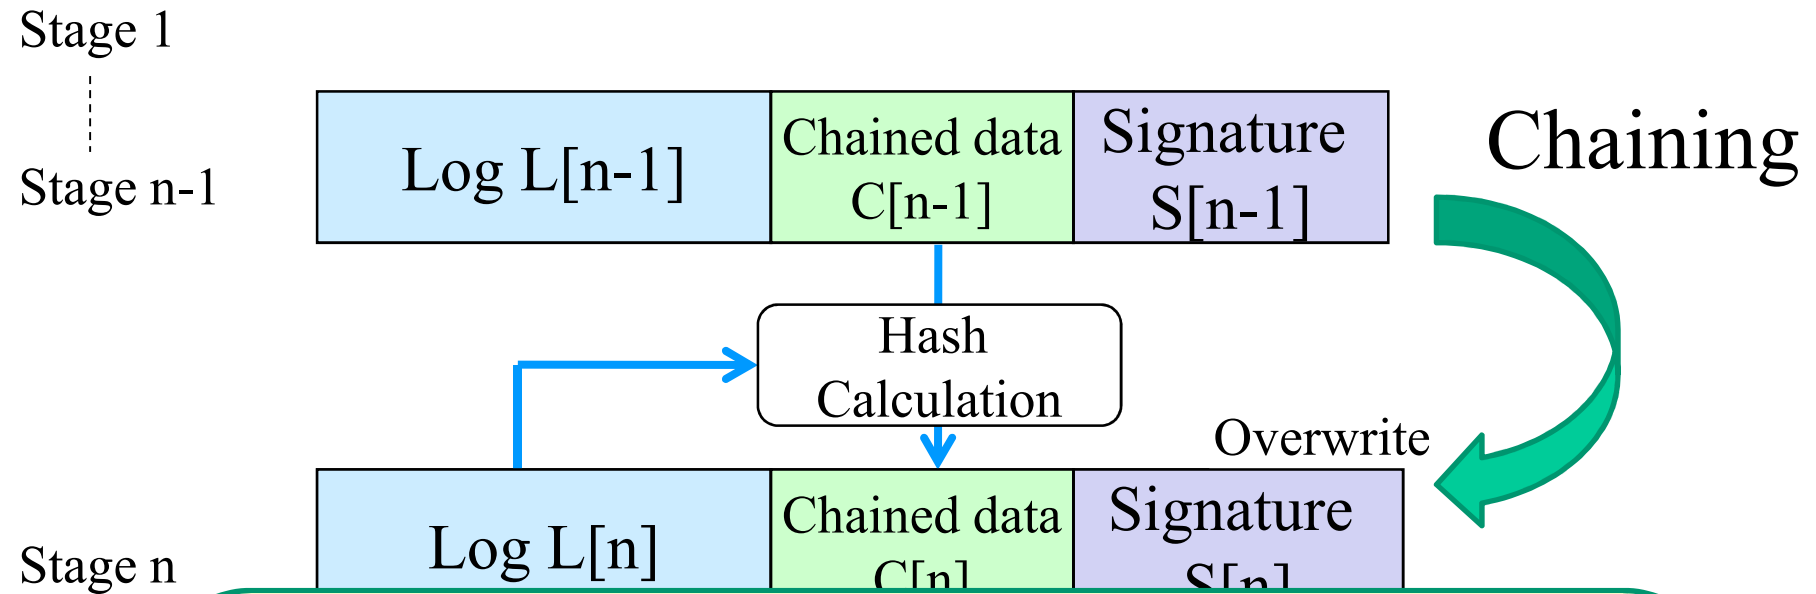 Stage 1
Stage n-1
Log L[n-1]
Chained data
C[n-1]
Signature
S[n-1]
Chaining
Hash
Calculation
Overwrite
Stage n
Log L[n]
Chained data
C[n]
Signature
S[n]